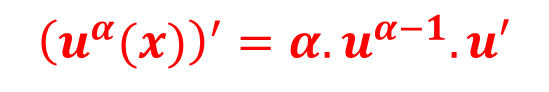 (u^α(x))′ = α. u^{α−1}. u′